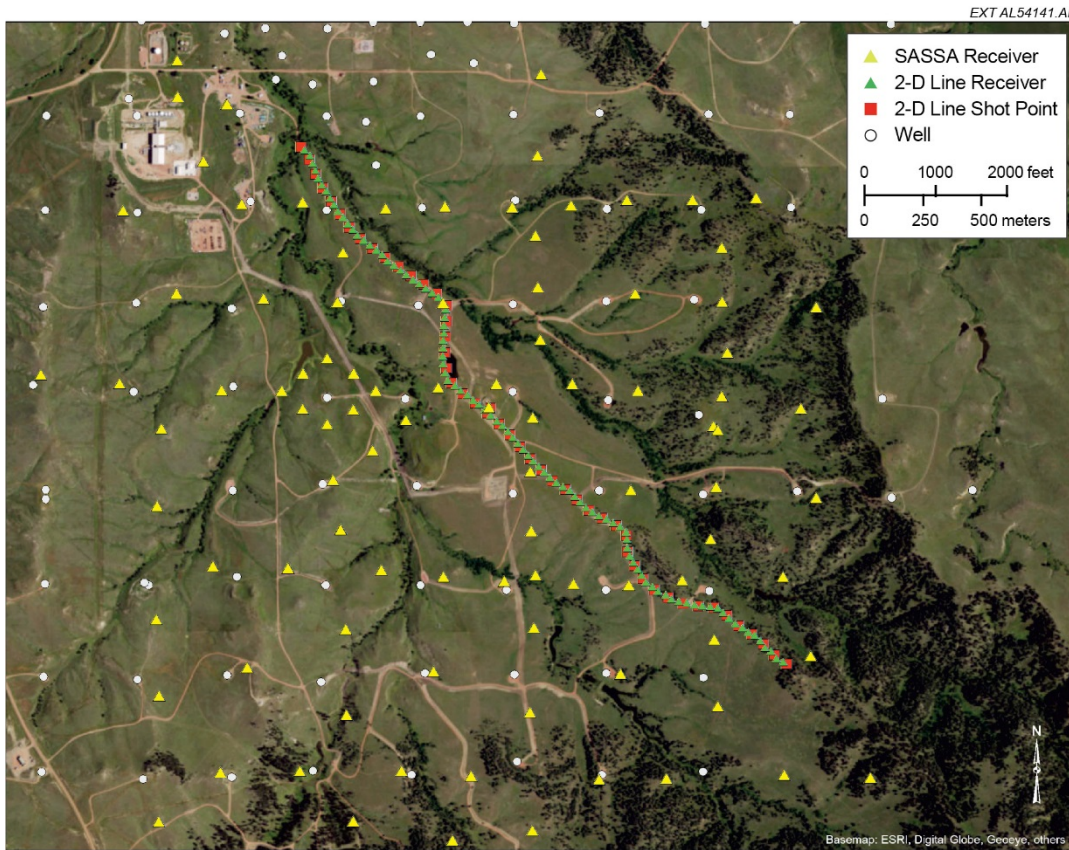 EXT AL54141.AI
SASSA Receiver
2-D Line Receiver
2-D Line Shot Point
Well
0 1000 2000 feet
0 250 500 meters
N
Basemap: ESRI, Digital Globe, Geoeye, others